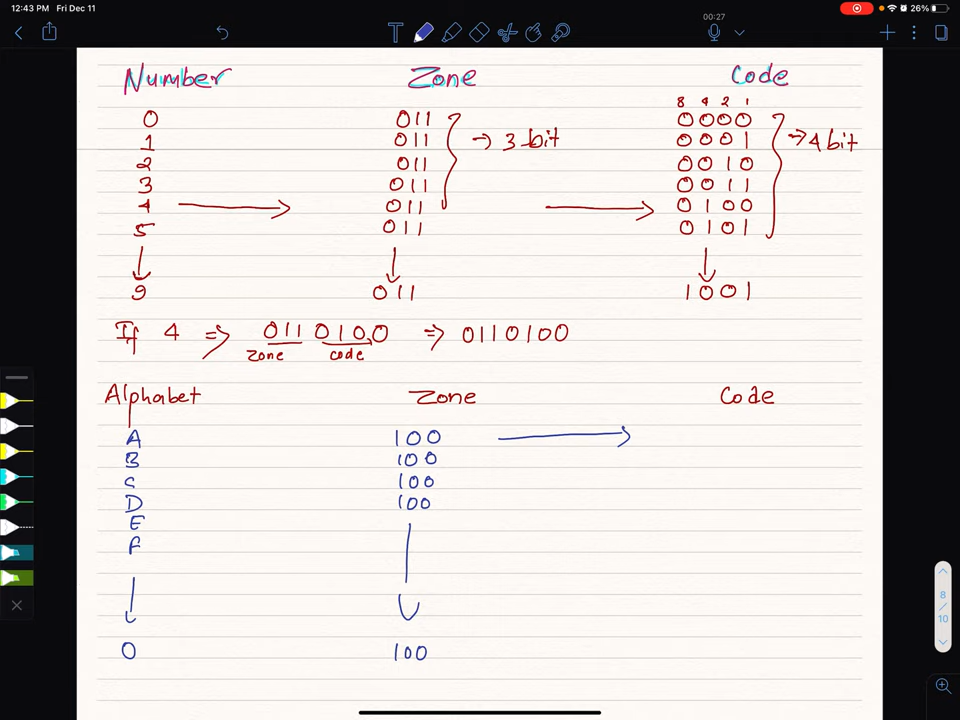 12:43 PM Fri Dec 11 26%
00:27
Number Zone Code
8 4 2 1
0 011 0000
1 011 0001
2 011 0010
3 011 0011
4 011 0100
5 011 0101
→ 3 bit → 4 bit
9 011 1001
If 4 ⇒ 011 0100 ⇒ 0110100
Zone code
Alphabet Zone Code
A 100
B 100
C 100
D 100
E
F
O 100
8 / 10